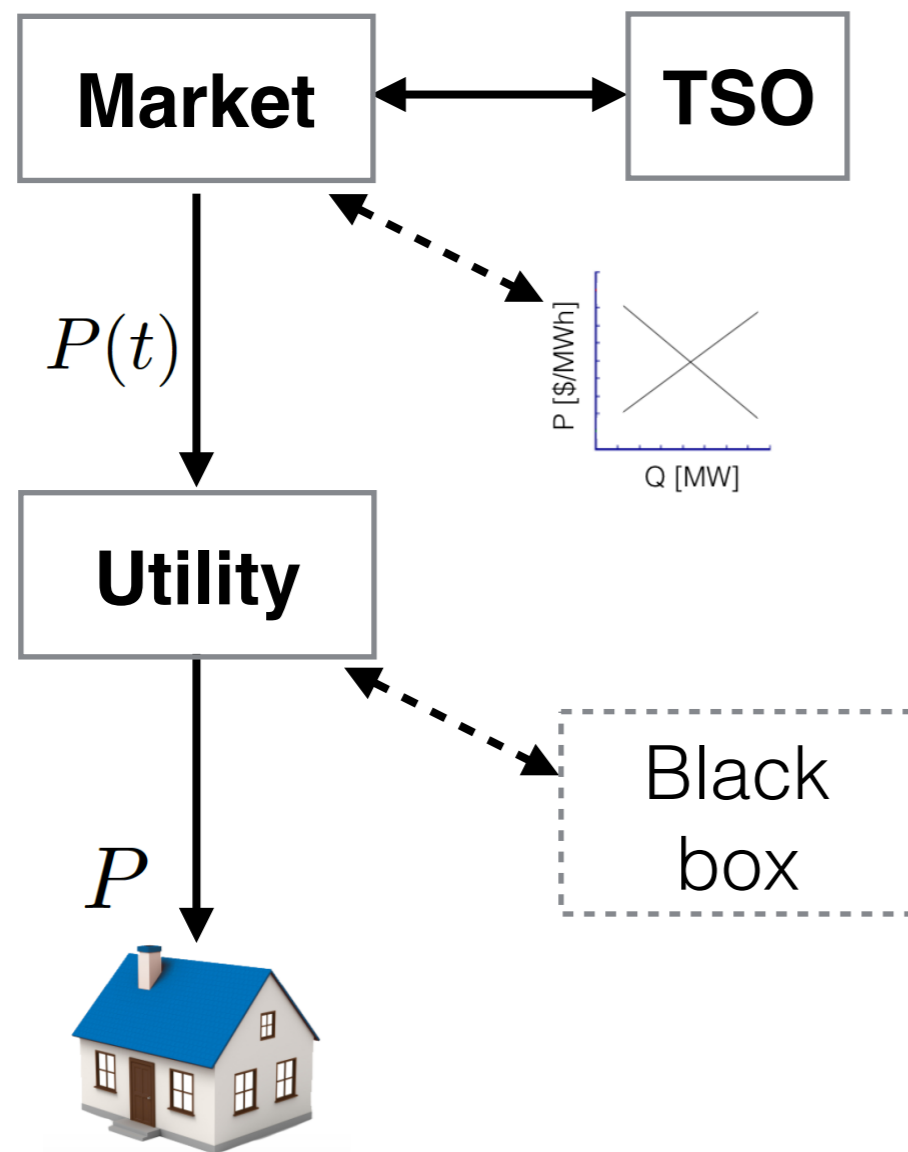 Market
TSO
P(t)
P [$/MWh]
Q [MW]
Utility
Black
box
P